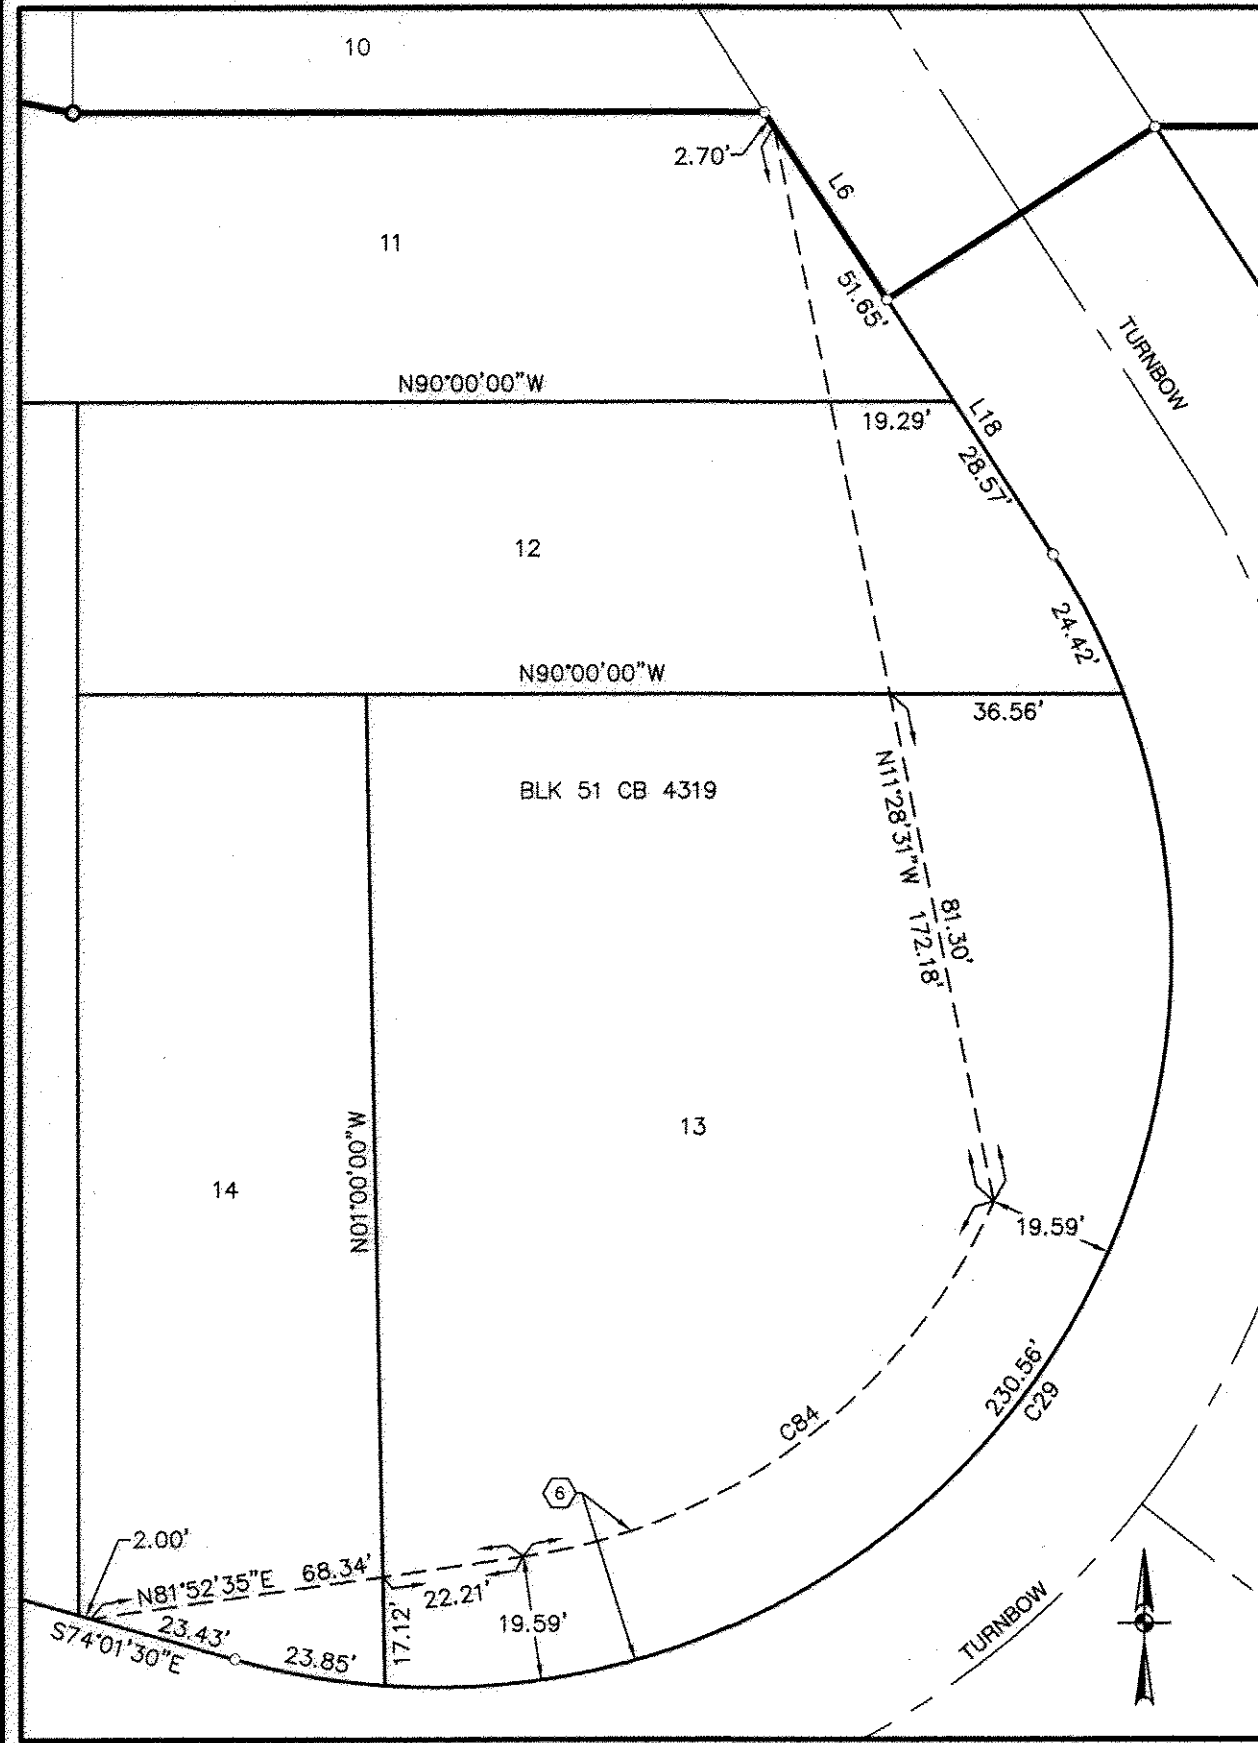 10
2.70'
L6
11
51.65'
TURNBOW
N90°00'00"W
19.29'
L18
28.57'
12
24.42'
N90°00'00"W
36.56'
BLK 51 CB 4319
N11°28'31"W 172.18'
81.30'
13
N01°00'00"W
14
19.59'
230.56'
C29
C84
6
2.00'
N81°52'35"E 68.34'
22.21'
23.43'
S74°01'30"E
23.85'
17.12'
19.59'
TURNBOW